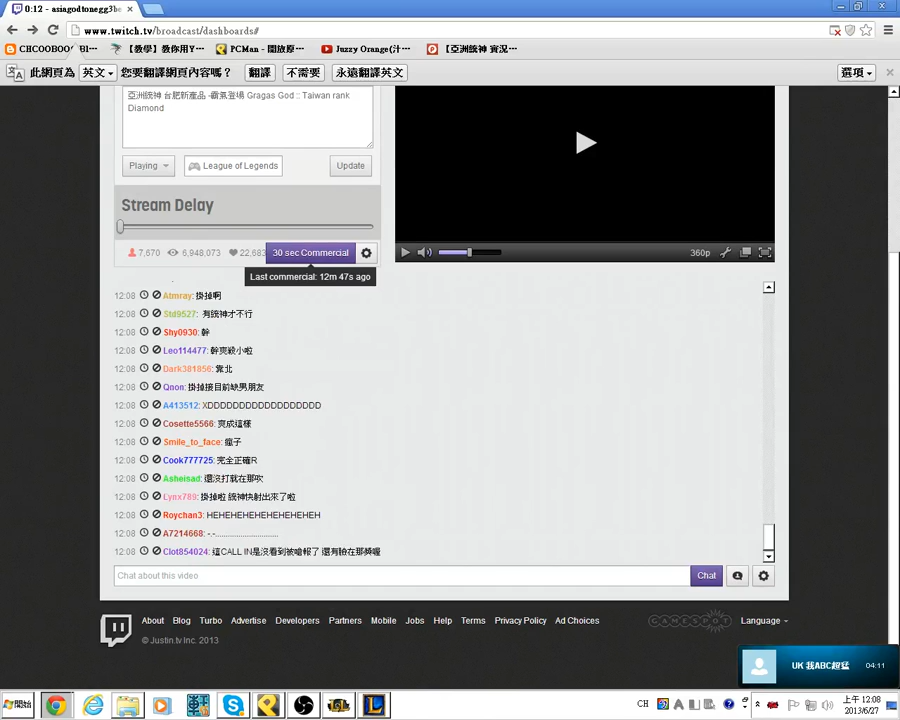 0:12 - asiagodtonegg3be
www.twitch.tv/broadcast/dashboards#
CHCOOBOO
【教學】教你用Y⋯
PCMan - 開放原⋯
Juzzy Orange(汁⋯
【亞洲統神 實況⋯
此網頁為 英文 您要翻譯網頁內容嗎？ 翻譯 不需要 永遠翻譯英文 選項
亞洲統神 台肥新產品 -霸氣登場 Gragas God :: Taiwan rank
Diamond
Playing League of Legends Update
Stream Delay
7,670 6,948,073 22,683 30 sec Commercial
360p
Last commercial: 12m 47s ago
12:08 Atmray: 掛掉啊
12:08 Std9527: 有統神才不行
12:08 Shy0930: 幹
12:08 Leo114477: 幹爽殺小啦
12:08 Dark381856: 靠北
12:08 Qnon: 掛掉接目前缺男朋友
12:08 A413512: XDDDDDDDDDDDDDDDDDD
12:08 Cosette5566: 爽成這樣
12:08 Smile_to_face: 瘋子
12:08 Cook777725: 完全正確R
12:08 Asheisad: 還沒打就在那吹
12:08 Lynx789: 掛掉啦 統神快射出來了啦
12:08 Roychan3: HEHEHEHEHEHEHEHEHEH
12:08 A7214668: -.-............................
12:08 Clot854024: 這CALL IN是沒看到被嗆報了 還有臉在那獎喔
Chat about this video Chat
About Blog Turbo Advertise Developers Partners Mobile Jobs Help Terms Privacy Policy Ad Choices GAMESPOT Language
© Justin.tv Inc. 2013
UK 我ABC超猛 04:11
開始
CH
上午 12:08
2013/6/27